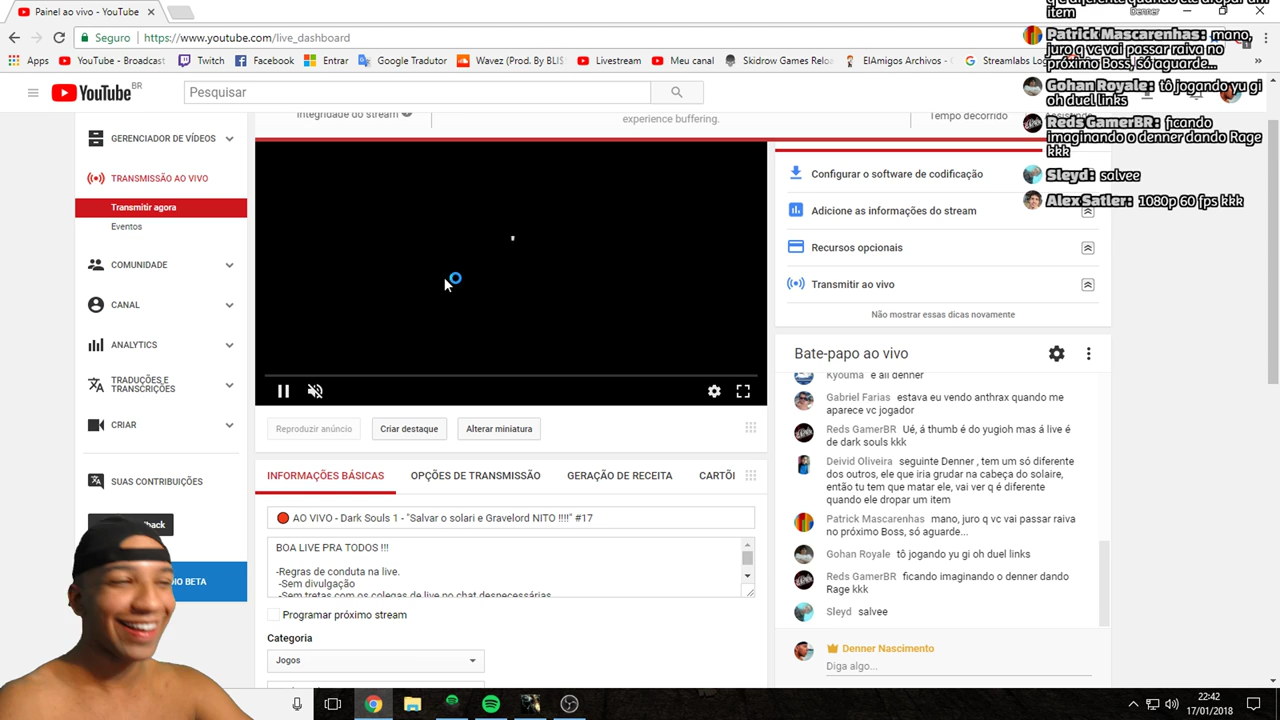 Painel ao vivo - YouTube
Denner
Seguro
https://www.youtube.com/live_dashboard
Apps
YouTube - Broadcast
Twitch
Facebook
Entrar
Google Tradutor
Wavez (Prod. By BLIS
Livestream
Meu canal
Skidrow Games Relo
ElAmigos Archivos -
Streamlabs
item
Patrick Mascarenhas: mano,
juro q vc vai passar raiva no
próximo Boss, só aguarde...
Gohan Royale: tô jogando yu gi
oh duel links
Reds GamerBR: ficando
imaginando o denner dando Rage
kkk
Sleyd: salvee
Alex Satler: 1080p 60 fps kkk
YouTube BR
Pesquisar
Integridade do stream
experience buffering.
Tempo decorrido
GERENCIADOR DE VÍDEOS
TRANSMISSÃO AO VIVO
Transmitir agora
Eventos
COMUNIDADE
CANAL
ANALYTICS
TRADUÇÕES E
TRANSCRIÇÕES
CRIAR
SUAS CONTRIBUIÇÕES
back
IO BETA
Reproduzir anúncio
Criar destaque
Alterar miniatura
INFORMAÇÕES BÁSICAS
OPÇÕES DE TRANSMISSÃO
GERAÇÃO DE RECEITA
CARTÕI
AO VIVO - Dark Souls 1 - "Salvar o solari e Gravelord NITO !!!!" #17
BOA LIVE PRA TODOS !!!
-Regras de conduta na live.
-Sem divulgação
-Sem tretas com os colegas de live no chat desnecessárias
Programar próximo stream
Categoria
Jogos
Configurar o software de codificação
Adicione as informações do stream
Recursos opcionais
Transmitir ao vivo
Não mostrar essas dicas novamente
Bate-papo ao vivo
Kyouma e aii denner
Gabriel Farias estava eu vendo anthrax quando me
aparece vc jogador
Reds GamerBR Ué, á thumb é do yugioh mas á live é
de dark souls kkk
Deivid Oliveira seguinte Denner , tem um só diferente
dos outros, ele que iria grudar na cabeça do solaire,
então tu tem que matar ele, vai ver q é diferente
quando ele dropar um item
Patrick Mascarenhas mano, juro q vc vai passar raiva
no próximo Boss, só aguarde...
Gohan Royale tô jogando yu gi oh duel links
Reds GamerBR ficando imaginando o denner dando
Rage kkk
Sleyd salvee
Denner Nascimento
Diga algo...
22:42
17/01/2018